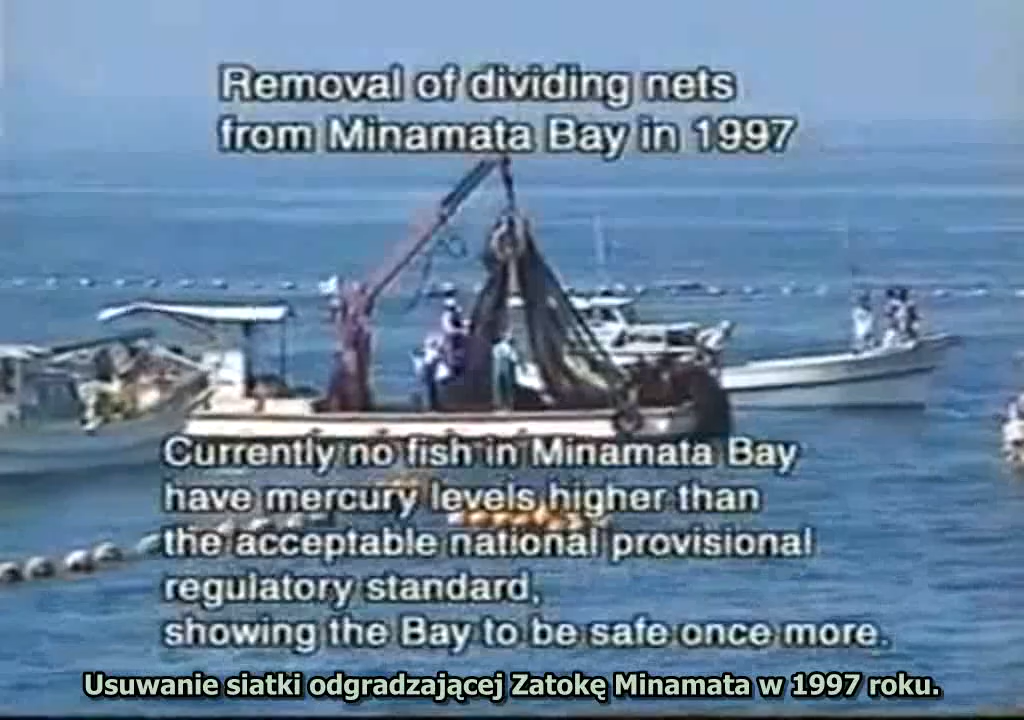 Removal of dividing nets
from Minamata Bay in 1997
Currently no fish in Minamata Bay
have mercury levels higher than
the acceptable national provisional
regulatory standard,
showing the Bay to be safe once more.
Usuwanie siatki odgradzającej Zatokę Minamata w 1997 roku.